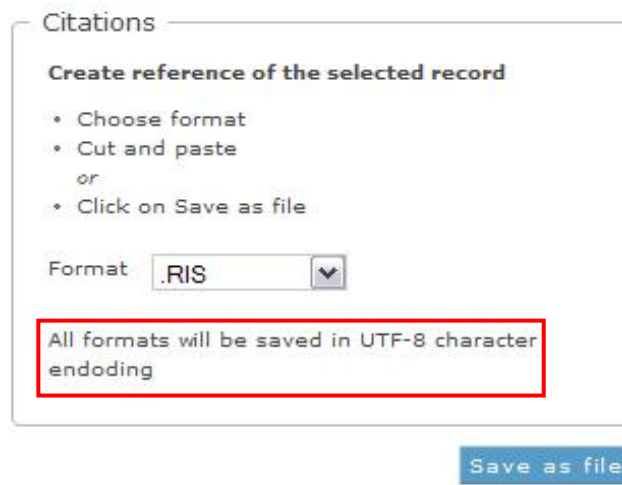 Citations
Create reference of the selected record
• Choose format
• Cut and paste
or
• Click on Save as file
Format .RIS
All formats will be saved in UTF-8 character
endoding
Save as file